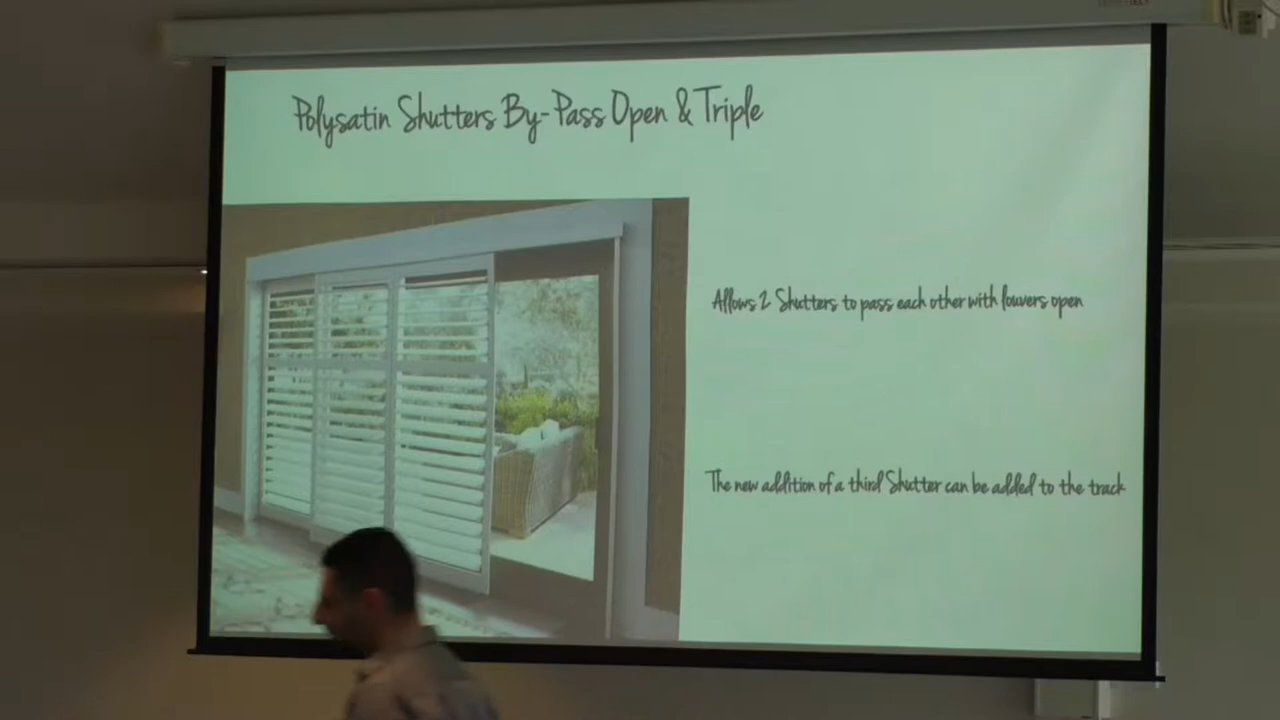 Polysatin Shutters By-Pass Open & Triple
Allows 2 Shutters to pass each other with louvers open
The new addition of a third Shutter can be added to the track